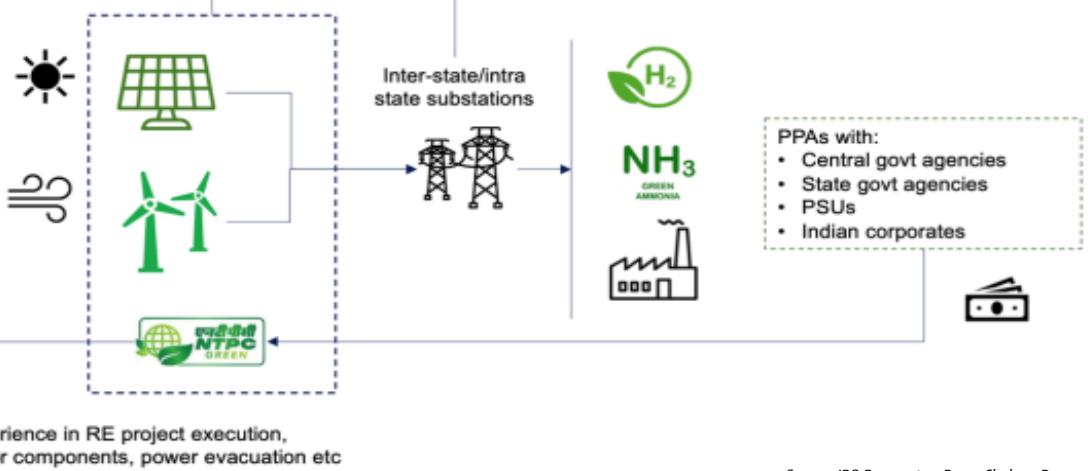 Inter-state/intra
state substations
H₂
NH₃
GREEN
AMMONIA
PPAs with:
• Central govt agencies
• State govt agencies
• PSUs
• Indian corporates
एनटीपीसी
NTPC
GREEN
rience in RE project execution,
r components, power evacuation etc